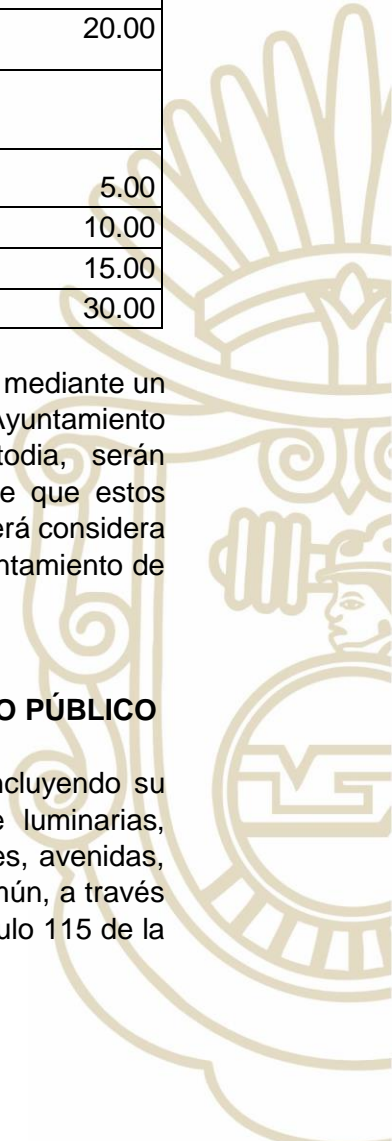 20.00
5.00
10.00
15.00
30.00
mediante un
Ayuntamiento
todia, serán
e que estos
erá considera
ntamiento de
O PÚBLICO
ncluyendo su
e luminarias,
es, avenidas,
mún, a través
ulo 115 de la